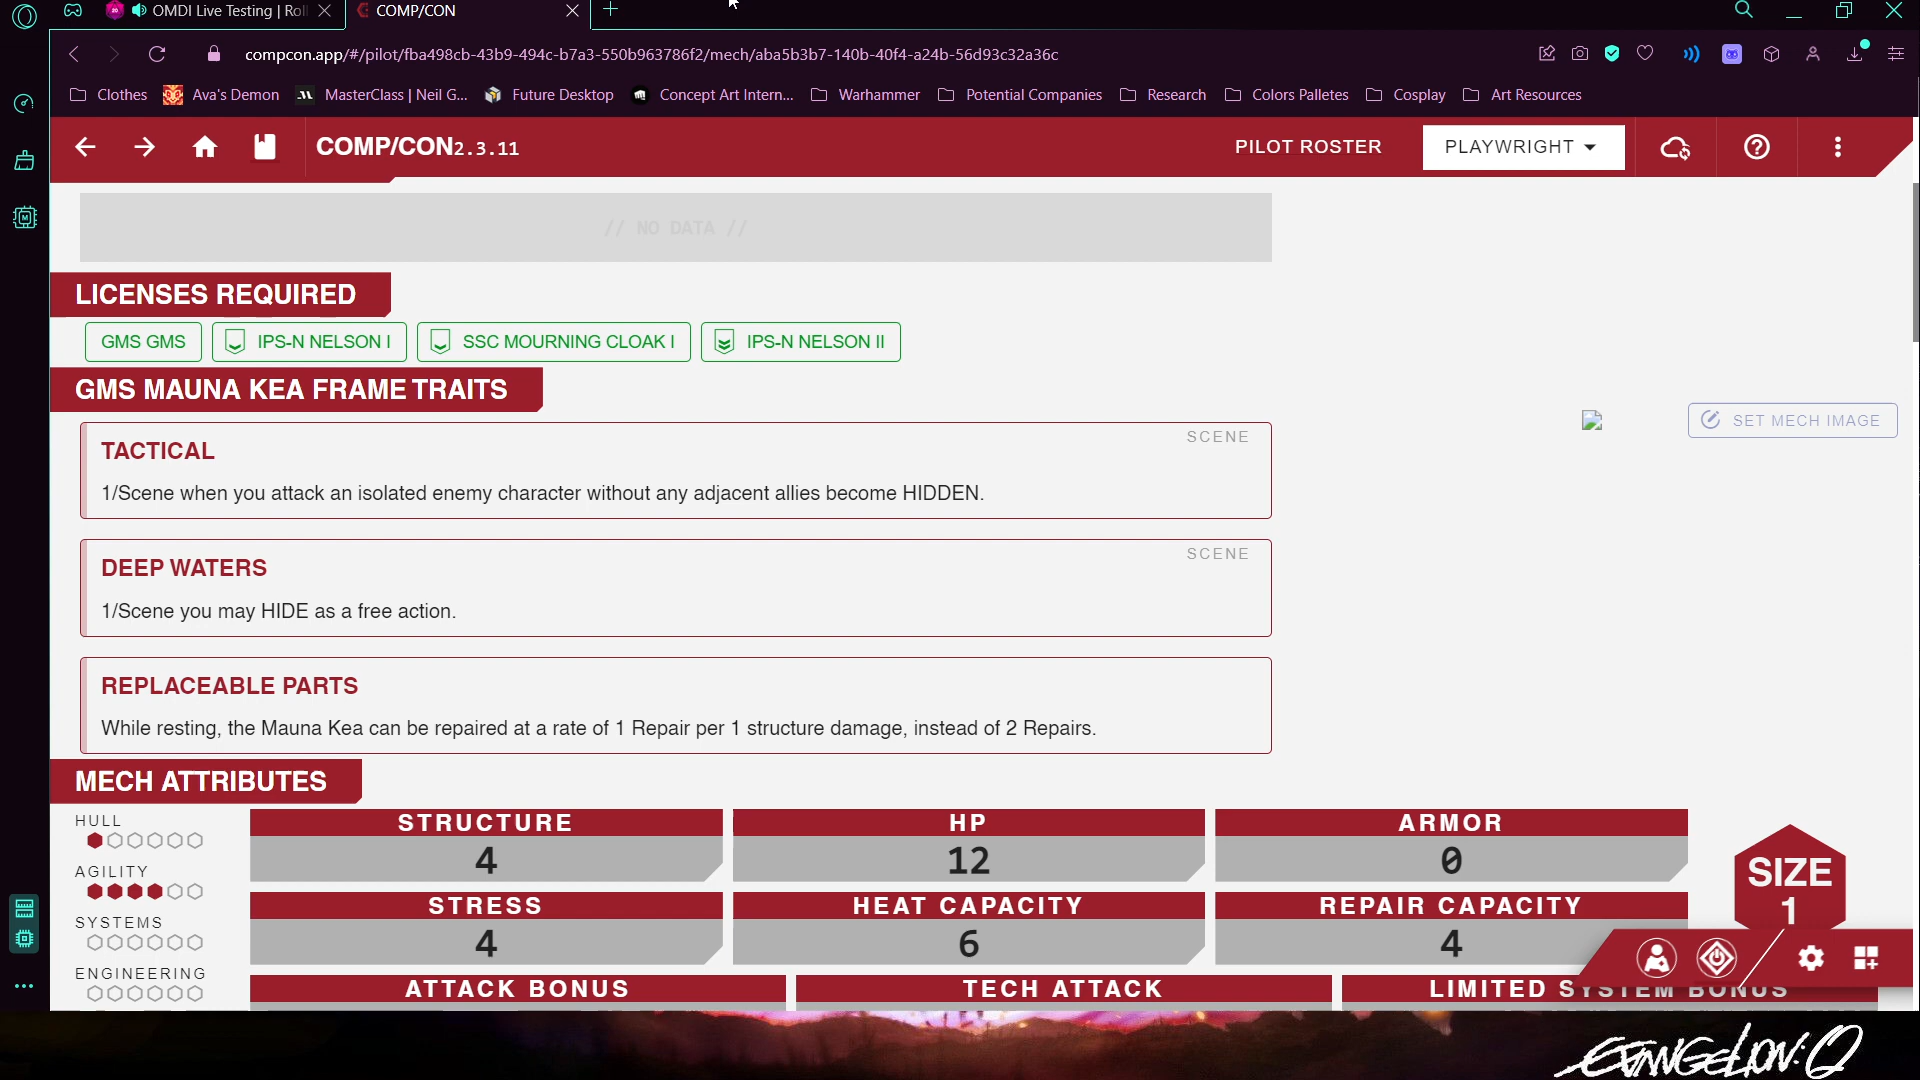 OMDI Live Testing | Roll
COMP/CON
compcon.app/#/pilot/fba498cb-43b9-494c-b7a3-550b963786f2/mech/aba5b3b7-140b-40f4-a24b-56d93c32a36c
Clothes
Ava's Demon
MasterClass | Neil G...
Future Desktop
Concept Art Intern...
Warhammer
Potential Companies
Research
Colors Palletes
Cosplay
Art Resources
COMP/CON2.3.11
PILOT ROSTER
PLAYWRIGHT
// NO DATA //
LICENSES REQUIRED
GMS GMS
IPS-N NELSON I
SSC MOURNING CLOAK I
IPS-N NELSON II
GMS MAUNA KEA FRAME TRAITS
SET MECH IMAGE
TACTICAL
SCENE
1/Scene when you attack an isolated enemy character without any adjacent allies become HIDDEN.
DEEP WATERS
SCENE
1/Scene you may HIDE as a free action.
REPLACEABLE PARTS
While resting, the Mauna Kea can be repaired at a rate of 1 Repair per 1 structure damage, instead of 2 Repairs.
MECH ATTRIBUTES
HULL
AGILITY
SYSTEMS
ENGINEERING
STRUCTURE
4
HP
12
ARMOR
0
STRESS
4
HEAT CAPACITY
6
REPAIR CAPACITY
4
SIZE
1
ATTACK BONUS
TECH ATTACK
LIMITED SYSTEM BONUS
EVANGELION:Q